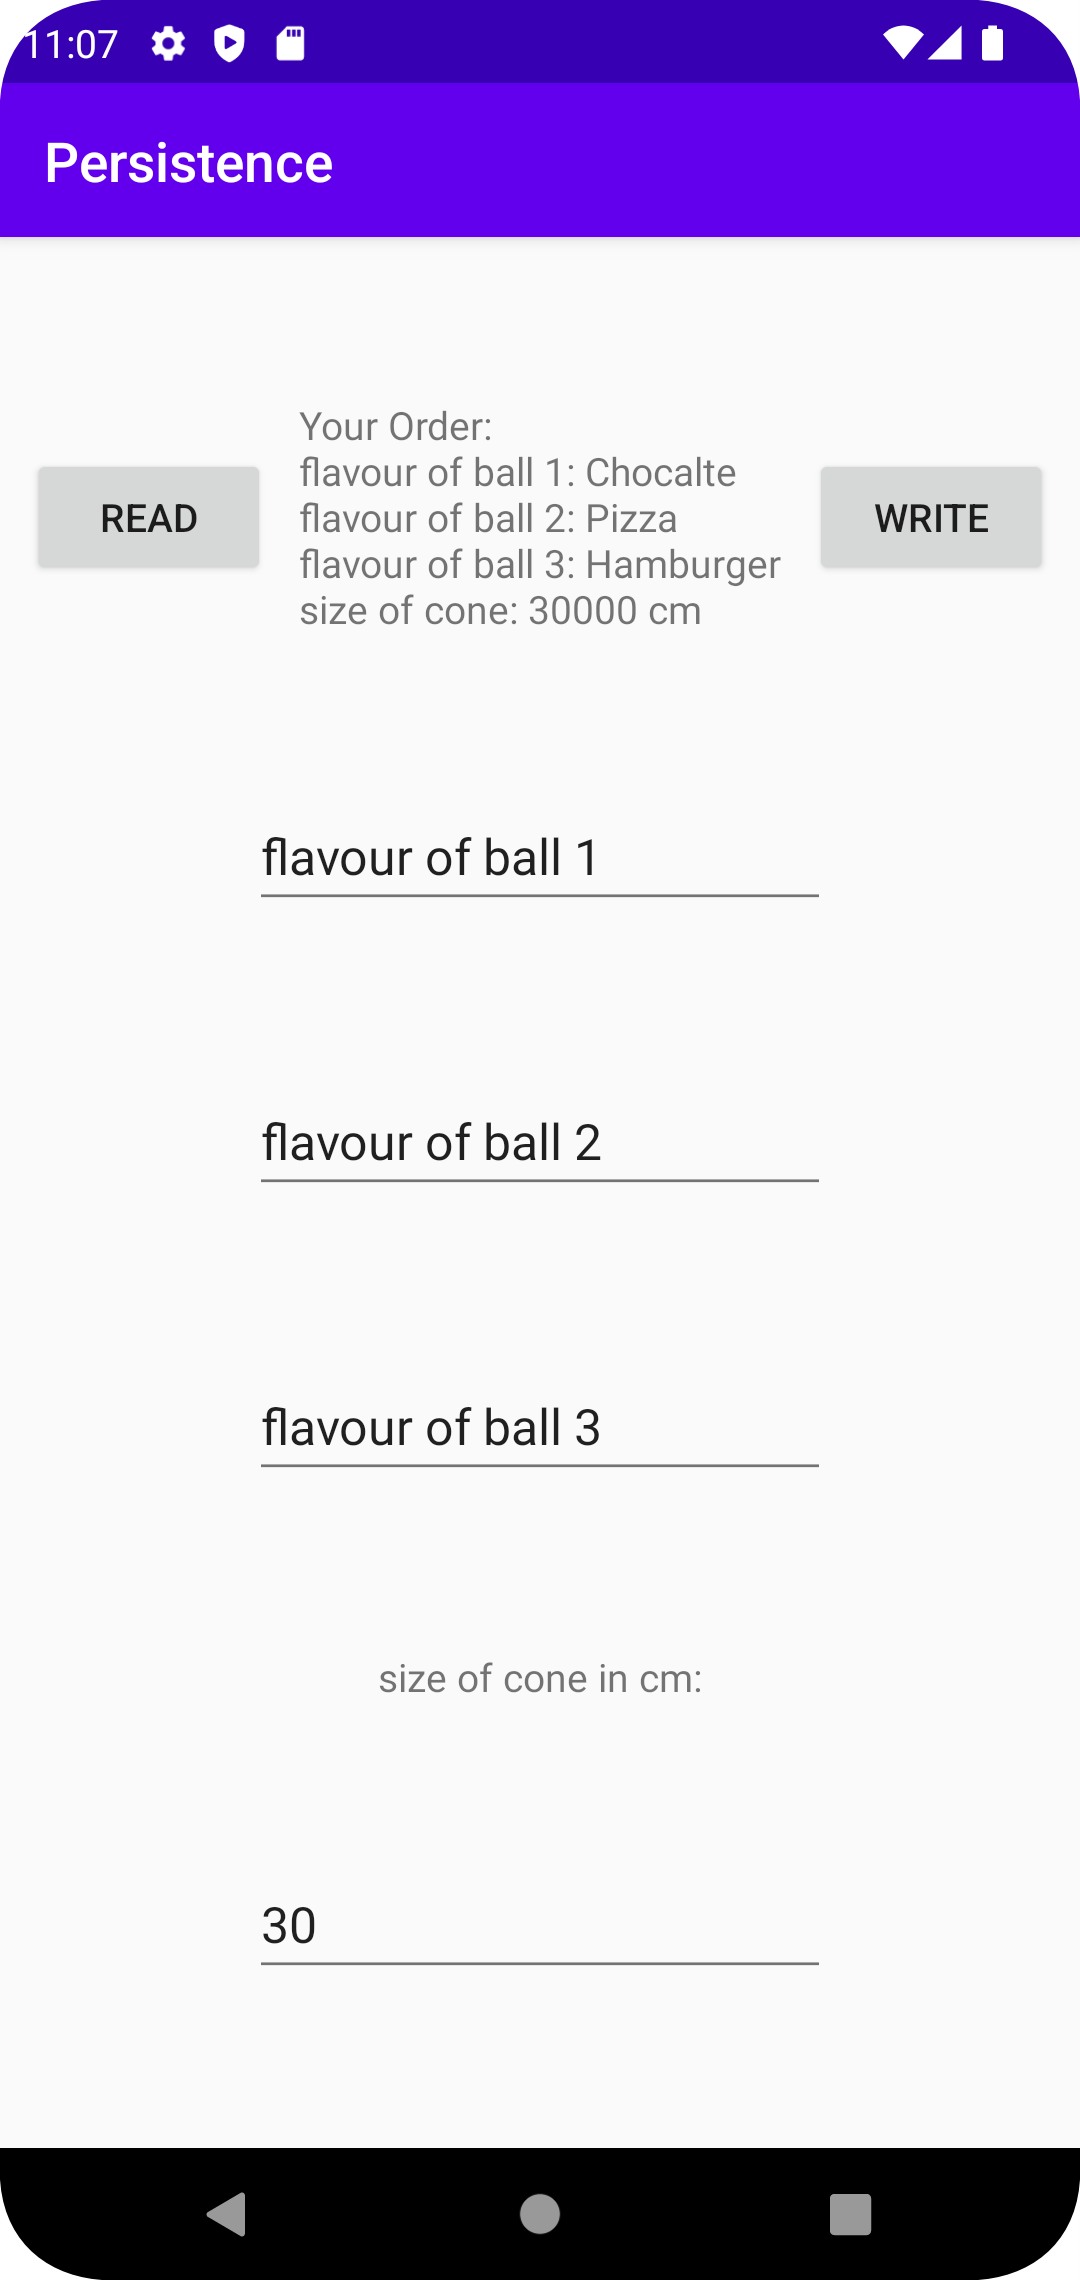 11:07
Persistence
READ
Your Order:
flavour of ball 1: Chocalte
flavour of ball 2: Pizza
flavour of ball 3: Hamburger
size of cone: 30000 cm
WRITE
flavour of ball 1
flavour of ball 2
flavour of ball 3
size of cone in cm:
30